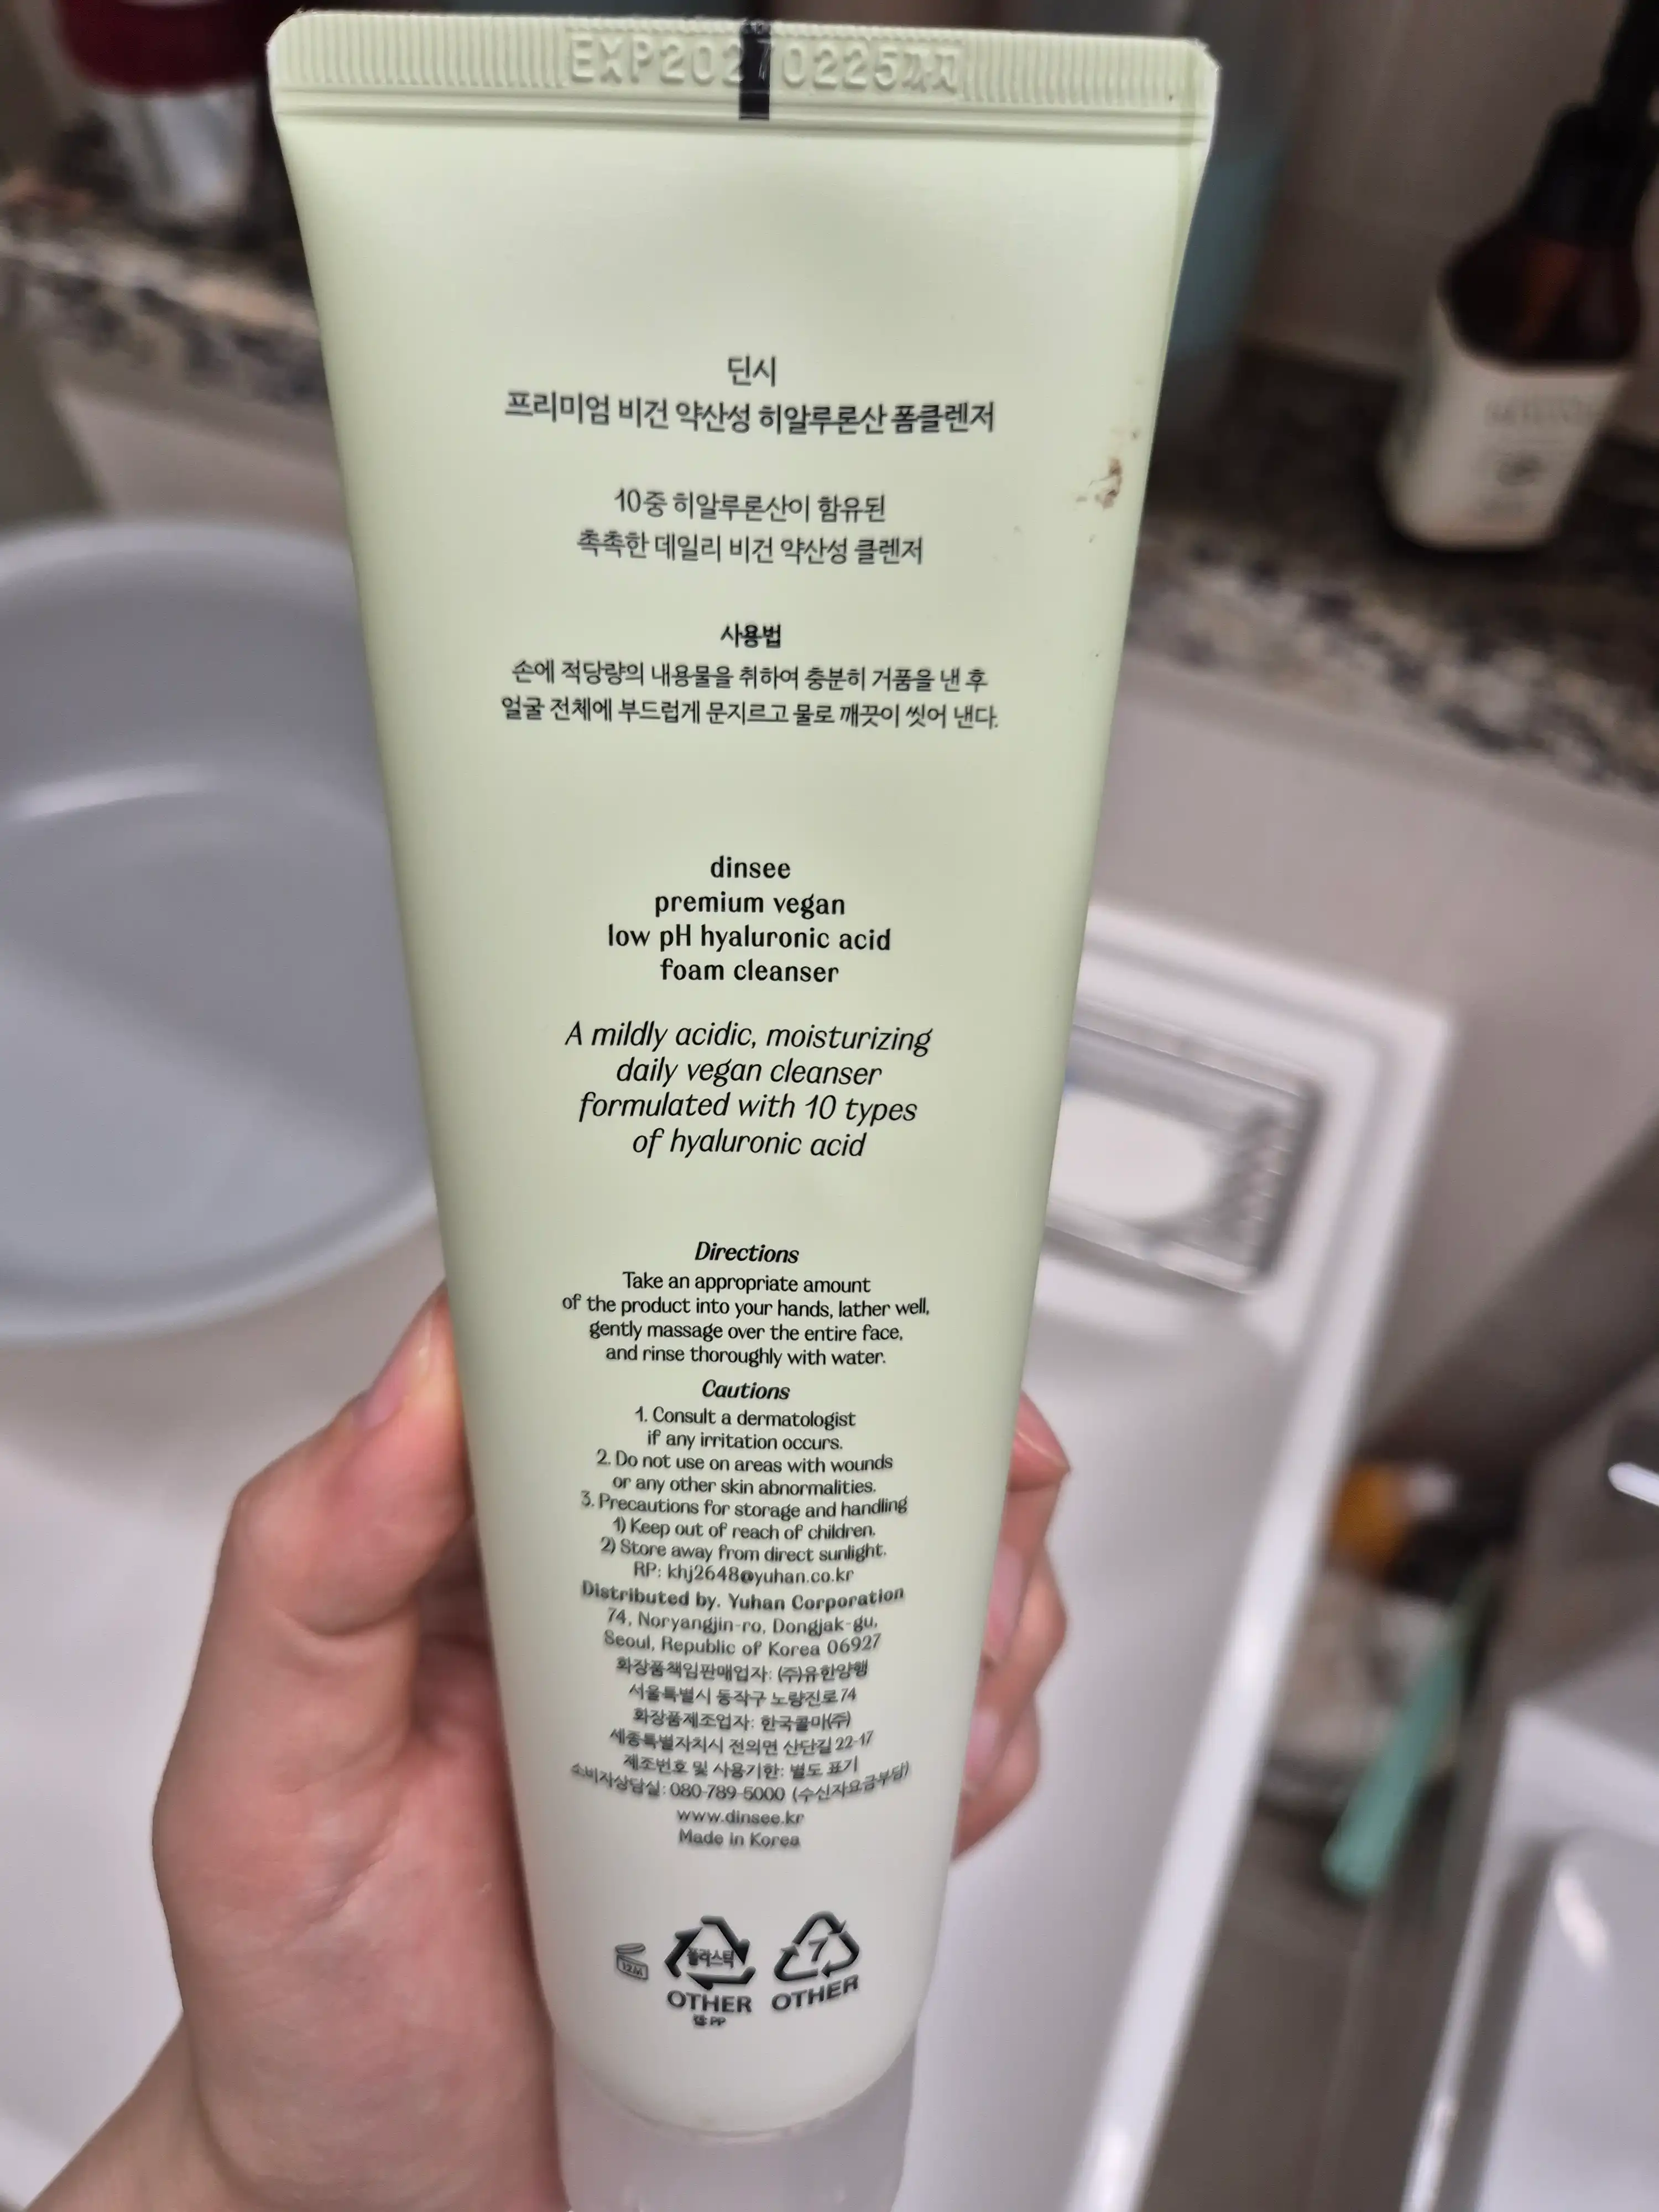 EXP20270225까지
딘시
프리미엄 비건 약산성 히알루론산 폼클렌저
10중 히알루론산이 함유된
촉촉한 데일리 비건 약산성 클렌저
사용법
손에 적당량의 내용물을 취하여 충분히 거품을 낸 후
얼굴 전체에 부드럽게 문지르고 물로 깨끗이 씻어 낸다.
dinsee
premium vegan
low pH hyaluronic acid
foam cleanser
A mildly acidic, moisturizing
daily vegan cleanser
formulated with 10 types
of hyaluronic acid
Directions
Take an appropriate amount
of the product into your hands, lather well,
gently massage over the entire face,
and rinse thoroughly with water.
Cautions
1. Consult a dermatologist
if any irritation occurs.
2. Do not use on areas with wounds
or any other skin abnormalities.
3. Precautions for storage and handling
1) Keep out of reach of children.
2) Store away from direct sunlight.
RP: khj2648@yuhan.co.kr
Distributed by. Yuhan Corporation
74, Noryangjin-ro, Dongjak-gu,
Seoul, Republic of Korea 06927
화장품책임판매업자: (주)유한양행
서울특별시 동작구 노량진로 74
화장품제조업자: 한국콜마(주)
세종특별자치시 전의면 산단길 22-17
제조번호 및 사용기한: 별도 표기
소비자상담실: 080-789-5000 (수신자요금부담)
www.dinsee.kr
Made in Korea
12M
플라스틱
OTHER
캡: PP
7
OTHER